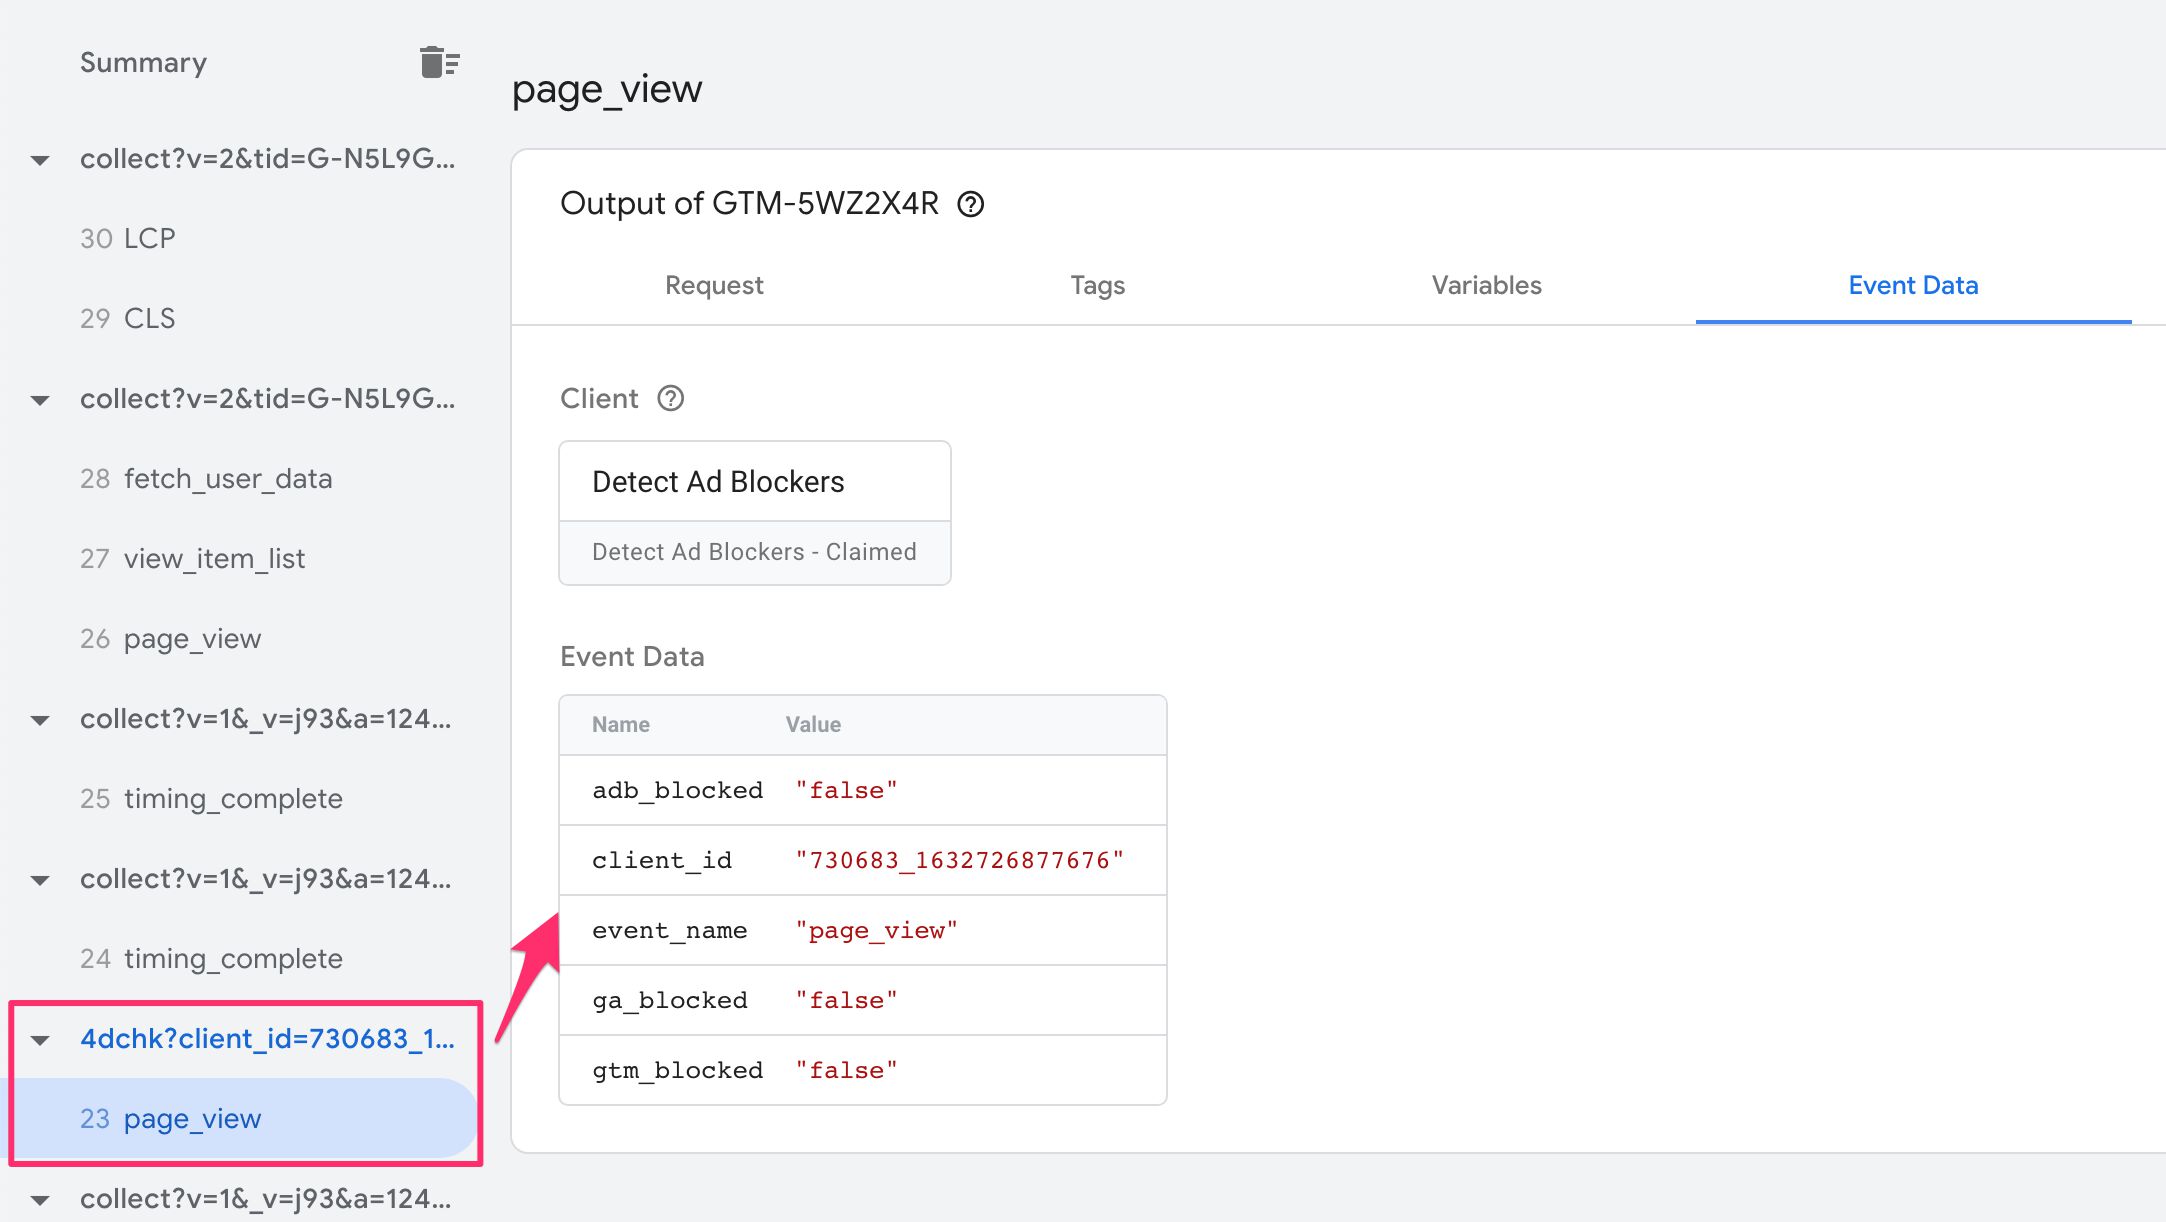 Summary
collect?v=2&tid=G-N5L9G...
30 LCP
29 CLS
collect?v=2&tid=G-N5L9G...
28 fetch_user_data
27 view_item_list
26 page_view
collect?v=1&_v=j93&a=124...
25 timing_complete
collect?v=1&_v=j93&a=124...
24 timing_complete
4dchk?client_id=730683_1...
23 page_view
collect?v=1&_v=j93&a=124...
page_view
Output of GTM-5WZ2X4R
Request Tags Variables Event Data
Client
Detect Ad Blockers
Detect Ad Blockers - Claimed
Event Data
Name Value
adb_blocked "false"
client_id "730683_1632726877676"
event_name "page_view"
ga_blocked "false"
gtm_blocked "false"